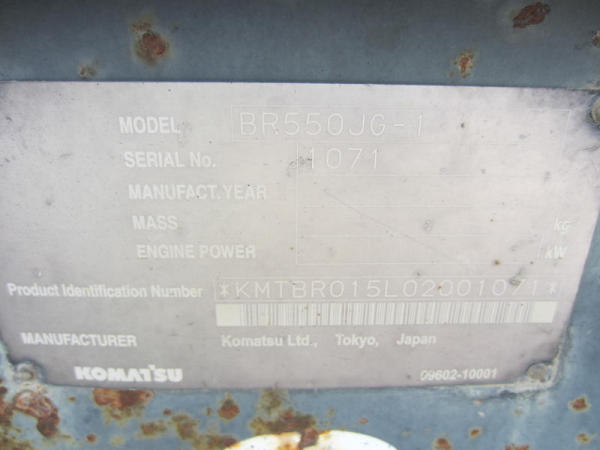 MODEL BR550JG-1
SERIAL No. 1071
MANUFACT. YEAR
MASS kg
ENGINE POWER kW
Product Identification Number *KMTBR015L02001071*
MANUFACTURER Komatsu Ltd., Tokyo, Japan
KOMATSU 09602-10001